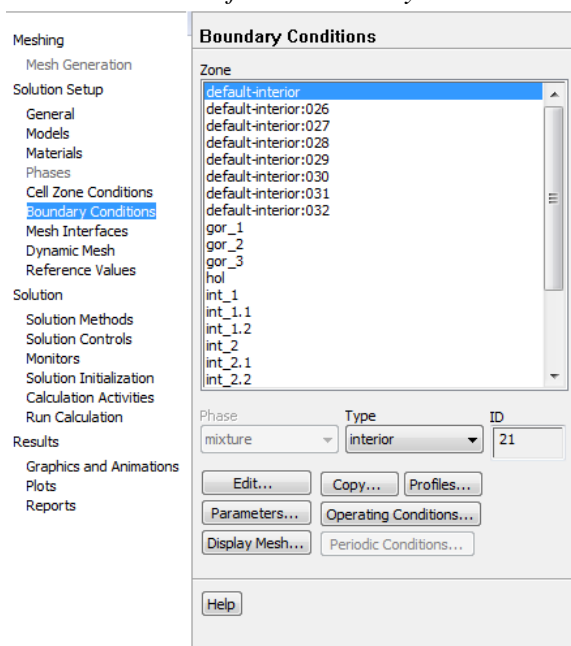 Meshing
Mesh Generation
Solution Setup
General
Models
Materials
Phases
Cell Zone Conditions
Boundary Conditions
Mesh Interfaces
Dynamic Mesh
Reference Values
Solution
Solution Methods
Solution Controls
Monitors
Solution Initialization
Calculation Activities
Run Calculation
Results
Graphics and Animations
Plots
Reports
Boundary Conditions
Zone
default-interior
default-interior:026
default-interior:027
default-interior:028
default-interior:029
default-interior:030
default-interior:031
default-interior:032
gor_1
gor_2
gor_3
hol
int_1
int_1.1
int_1.2
int_2
int_2.1
int_2.2
Phase Type ID
mixture interior 21
Edit... Copy... Profiles...
Parameters... Operating Conditions...
Display Mesh... Periodic Conditions...
Help